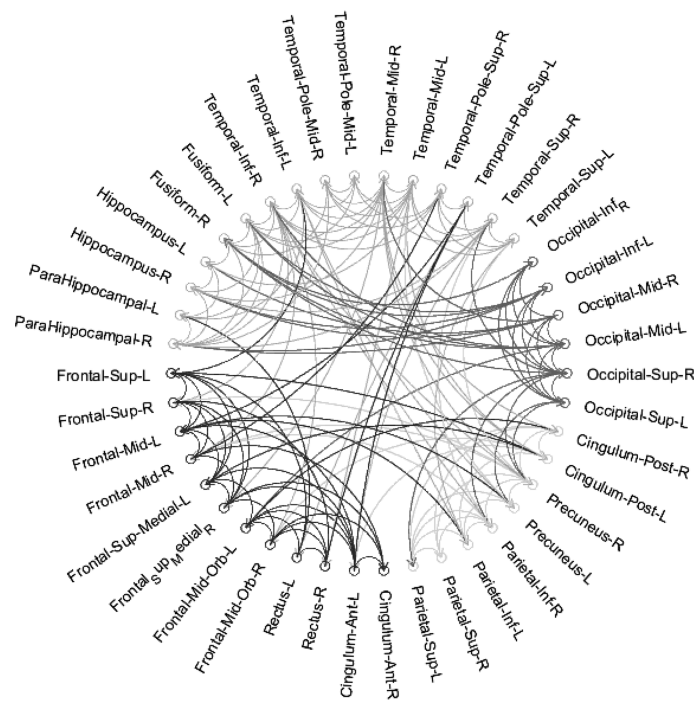 Temporal-Sup-L
Temporal-Sup-R
Temporal-Pole-Sup-L
Temporal-Pole-Sup-R
Temporal-Mid-L
Temporal-Mid-R
Temporal-Pole-Mid-L
Temporal-Pole-Mid-R
Temporal-Inf-L
Temporal-Inf-R
Fusiform-L
Fusiform-R
Hippocampus-L
Hippocampus-R
ParaHippocampal-L
ParaHippocampal-R
Frontal-Sup-L
Frontal-Sup-R
Frontal-Mid-L
Frontal-Mid-R
Frontal-Sup-Medial-L
FrontalSupMedialR
Frontal-Mid-Orb-L
Frontal-Mid-Orb-R
Rectus-L
Rectus-R
Cingulum-Ant-L
Cingulum-Ant-R
Parietal-Sup-L
Parietal-Sup-R
Parietal-Inf-L
Parietal-Inf-R
Precuneus-L
Precuneus-R
Cingulum-Post-L
Cingulum-Post-R
Occipital-Sup-L
Occipital-Sup-R
Occipital-Mid-L
Occipital-Mid-R
Occipital-Inf-L
Occipital-InfR